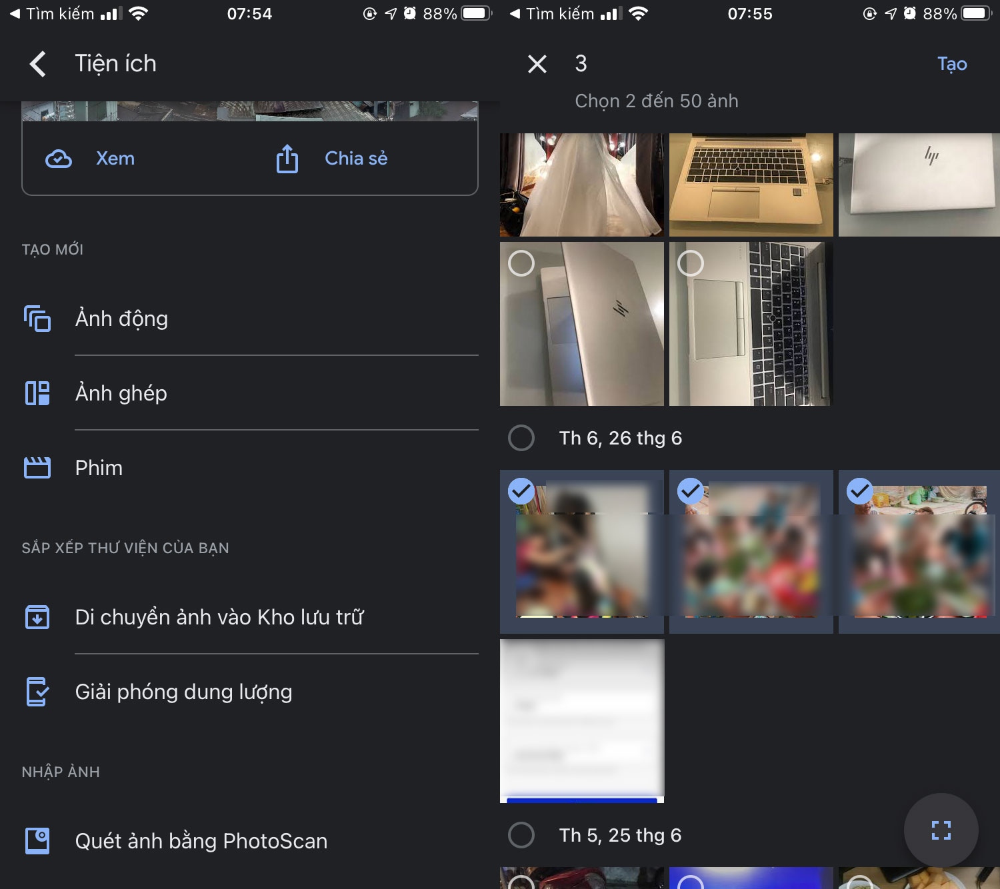 Tìm kiếm
07:54
88%
Tiện ích
Xem
Chia sẻ
TẠO MỚI
Ảnh động
Ảnh ghép
Phim
SẮP XẾP THƯ VIỆN CỦA BẠN
Di chuyển ảnh vào Kho lưu trữ
Giải phóng dung lượng
NHẬP ẢNH
Quét ảnh bằng PhotoScan
Tìm kiếm
07:55
88%
3
Tạo
Chọn 2 đến 50 ảnh
hp
Th 6, 26 thg 6
Th 5, 25 thg 6